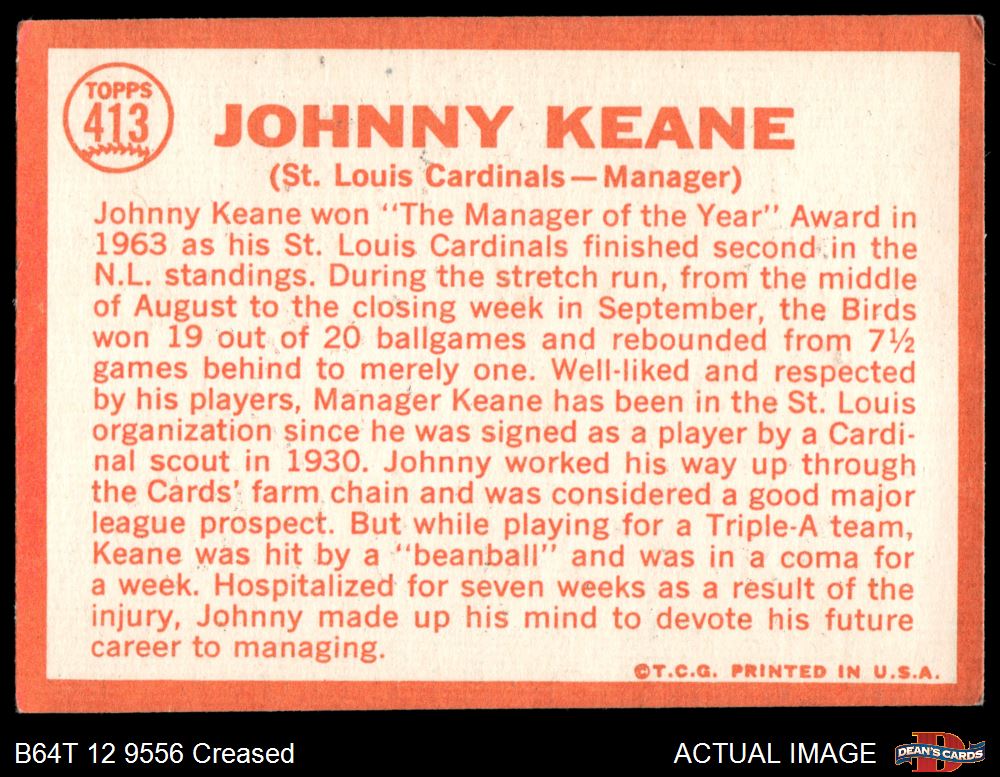 TOPPS
413
JOHNNY KEANE
(St. Louis Cardinals—Manager)
Johnny Keane won "The Manager of the Year" Award in
1963 as his St. Louis Cardinals finished second in the
N.L. standings. During the stretch run, from the middle
of August to the closing week in September, the Birds
won 19 out of 20 ballgames and rebounded from 7½
games behind to merely one. Well-liked and respected
by his players, Manager Keane has been in the St. Louis
organization since he was signed as a player by a Cardi-
nal scout in 1930. Johnny worked his way up through
the Cards' farm chain and was considered a good major
league prospect. But while playing for a Triple-A team,
Keane was hit by a "beanball" and was in a coma for
a week. Hospitalized for seven weeks as a result of the
injury, Johnny made up his mind to devote his future
career to managing.
©T.C.G. PRINTED IN U.S.A.
B64T 12 9556 Creased
ACTUAL IMAGE
DEAN'S CARDS